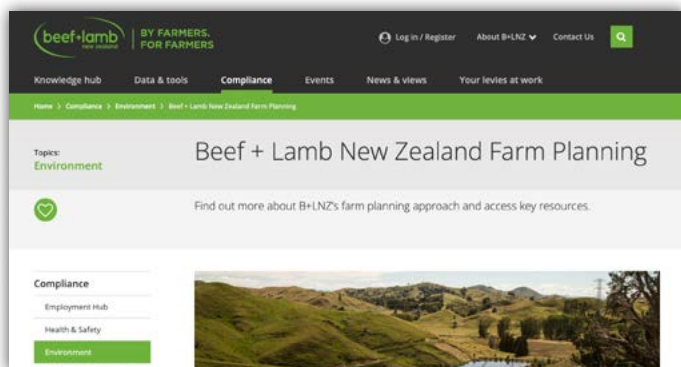 beef+lamb
new zealand
BY FARMERS.
FOR FARMERS
Log in / Register
About B+LNZ
Contact Us
Knowledge hub
Data & tools
Compliance
Events
News & views
Your levies at work
Home > Compliance > Environment > Beef + Lamb New Zealand Farm Planning
Topics:
Environment
Beef + Lamb New Zealand Farm Planning
Find out more about B+LNZ's farm planning approach and access key resources.
Compliance
Employment Hub
Health & Safety
Environment